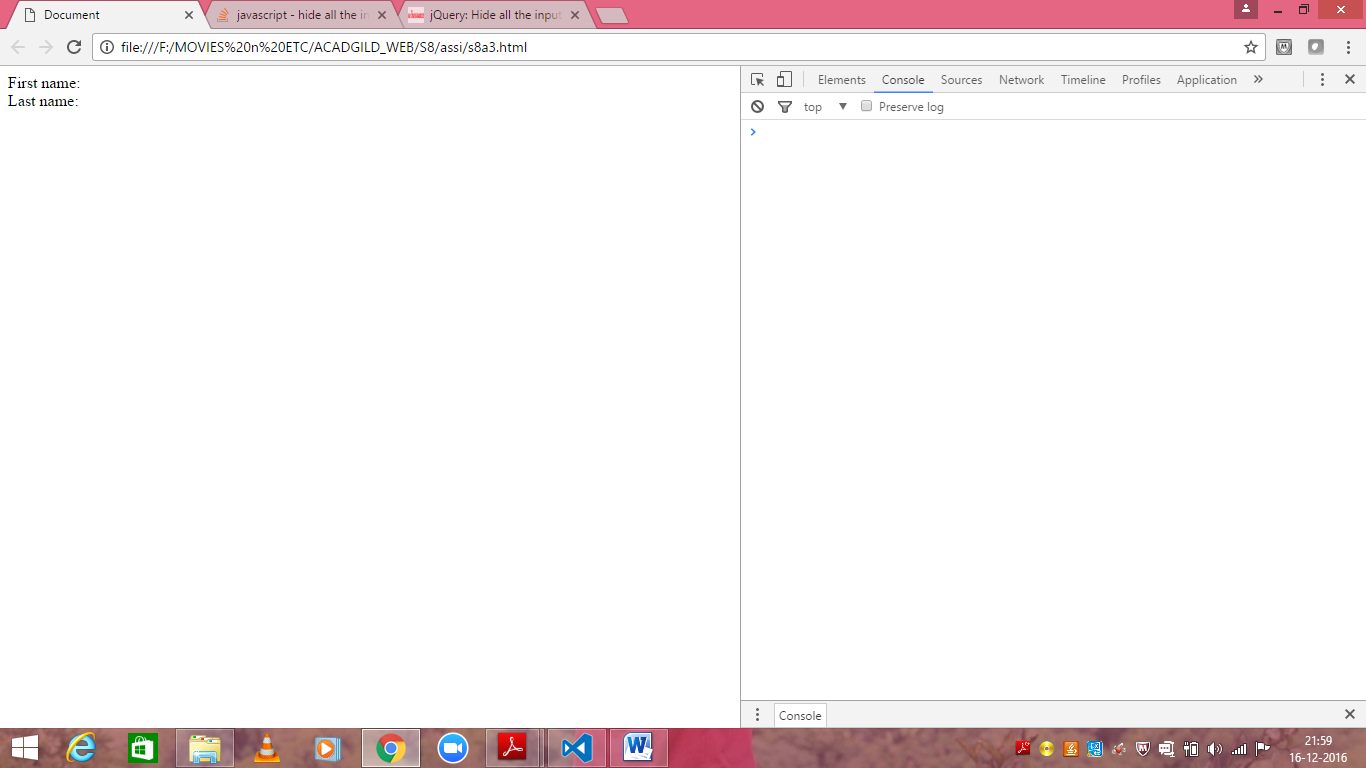 Document
javascript - hide all the in
jQuery: Hide all the input
file:///F:/MOVIES%20n%20ETC/ACADGILD_WEB/S8/assi/s8a3.html
First name:
Last name:
Elements Console Sources Network Timeline Profiles Application »
top Preserve log
Console
21:59
16-12-2016